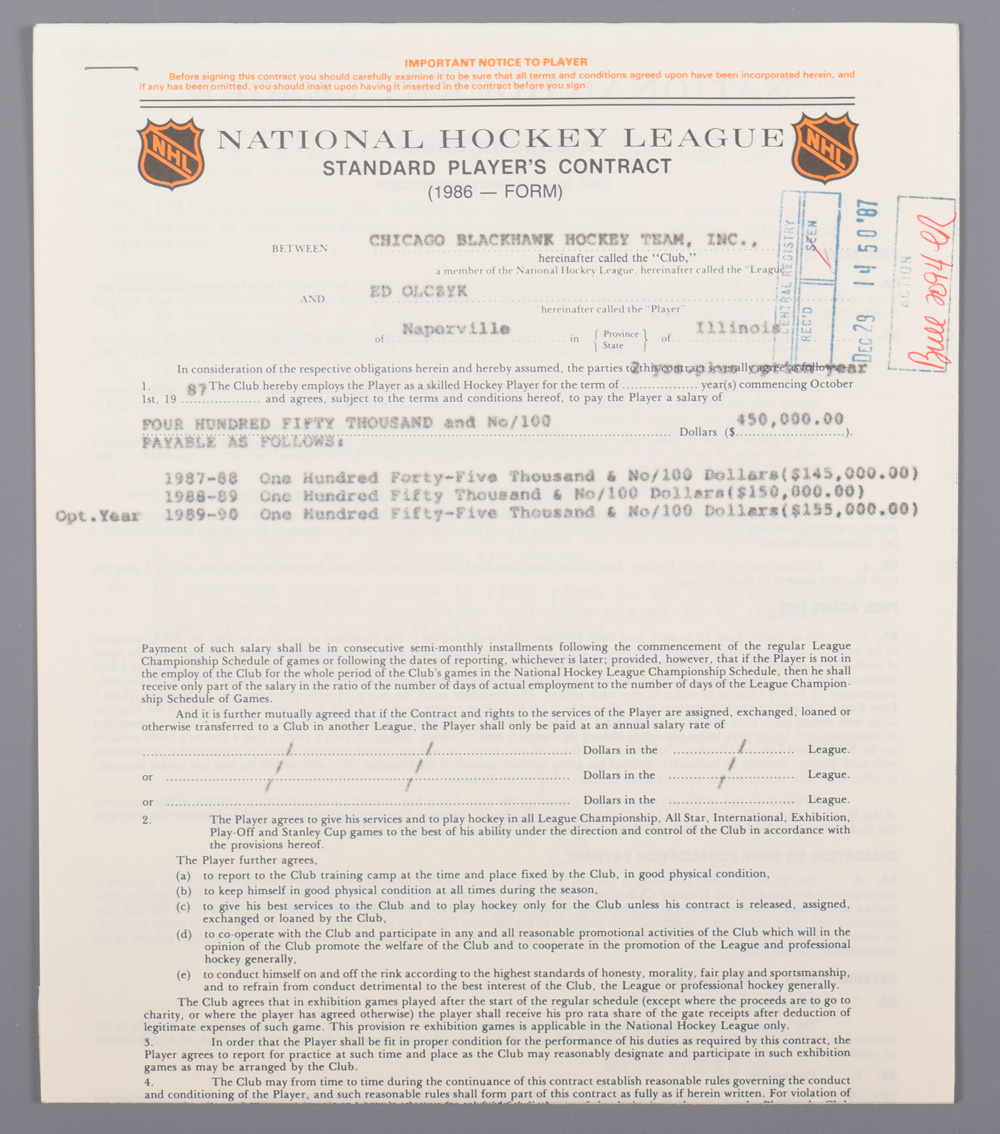 IMPORTANT NOTICE TO PLAYER
Before signing this contract you should carefully examine it to be sure that all terms and conditions agreed upon have been incorporated herein, and
if any has been omitted, you should insist upon having it inserted in the contract before you sign.
NHL
NATIONAL HOCKEY LEAGUE
NHL
STANDARD PLAYER'S CONTRACT
(1986 — FORM)
CENTRAL REGISTRY
REC'D
SEEN
DEC 29 14 50 '87
ACTION
Bull 2094
BETWEEN: CHICAGO BLACKHAWK HOCKEY TEAM, INC.,
hereinafter called the "Club,"
a member of the National Hockey League, hereinafter called the "League
AND ED OLCZYK
hereinafter called the "Player"
of Naperville in { Province State } of Illinois
In consideration of the respective obligations herein and hereby assumed, the parties to this contract severally agree as follows:
2 years plus option year
1. The Club hereby employs the Player as a skilled Hockey Player for the term of ........ year(s) commencing October
1st, 19 87 and agrees, subject to the terms and conditions hereof, to pay the Player a salary of
FOUR HUNDRED FIFTY THOUSAND and No/100 Dollars ($ 450,000.00 ).
PAYABLE AS FOLLOWS:
1987-88 One Hundred Forty-Five Thousand & No/100 Dollars($145,000.00)
1988-89 One Hundred Fifty Thousand & No/100 Dollars($150,000.00)
Opt.Year 1989-90 One Hundred Fifty-Five Thousand & No/100 Dollars($155,000.00)
Payment of such salary shall be in consecutive semi-monthly installments following the commencement of the regular League
Championship Schedule of games or following the dates of reporting, whichever is later; provided, however, that if the Player is not in
the employ of the Club for the whole period of the Club's games in the National Hockey League Championship Schedule, then he shall
receive only part of the salary in the ratio of the number of days of actual employment to the number of days of the League Champion-
ship Schedule of Games.
And it is further mutually agreed that if the Contract and rights to the services of the Player are assigned, exchanged, loaned or
otherwise transferred to a Club in another League, the Player shall only be paid at an annual salary rate of
........ / ........ / ........ Dollars in the ........ / ........ League.
or ........ / ........ / ........ Dollars in the ........ / ........ League.
or ........ / ........ / ........ Dollars in the ........ / ........ League.
2. The Player agrees to give his services and to play hockey in all League Championship, All Star, International, Exhibition,
Play-Off and Stanley Cup games to the best of his ability under the direction and control of the Club in accordance with
the provisions hereof.
The Player further agrees,
(a) to report to the Club training camp at the time and place fixed by the Club, in good physical condition,
(b) to keep himself in good physical condition at all times during the season,
(c) to give his best services to the Club and to play hockey only for the Club unless his contract is released, assigned,
exchanged or loaned by the Club,
(d) to co-operate with the Club and participate in any and all reasonable promotional activities of the Club which will in the
opinion of the Club promote the welfare of the Club and to cooperate in the promotion of the League and professional
hockey generally,
(e) to conduct himself on and off the rink according to the highest standards of honesty, morality, fair play and sportsmanship,
and to refrain from conduct detrimental to the best interest of the Club, the League or professional hockey generally.
The Club agrees that in exhibition games played after the start of the regular schedule (except where the proceeds are to go to
charity, or where the player has agreed otherwise) the player shall receive his pro rata share of the gate receipts after deduction of
legitimate expenses of such game. This provision re exhibition games is applicable in the National Hockey League only.
3. In order that the Player shall be fit in proper condition for the performance of his duties as required by this contract, the
Player agrees to report for practice at such time and place as the Club may reasonably designate and participate in such exhibition
games as may be arranged by the Club.
4. The Club may from time to time during the continuance of this contract establish reasonable rules governing the conduct
and conditioning of the Player, and such reasonable rules shall form part of this contract as fully as if herein written. For violation of